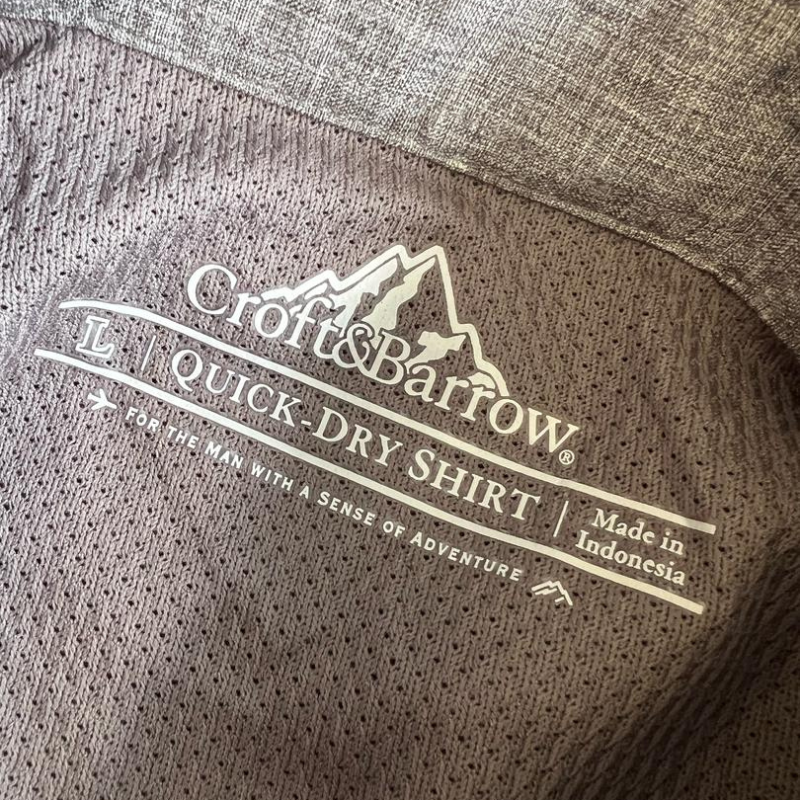 Croft&Barrow®
L | QUICK-DRY SHIRT | Made in
Indonesia
FOR THE MAN WITH A SENSE OF ADVENTURE